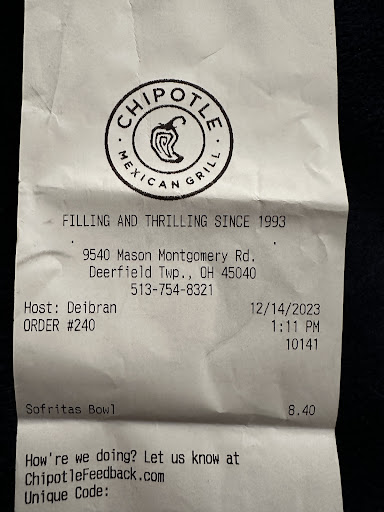 CHIPOTLE
MEXICAN GRILL
FILLING AND THRILLING SINCE 1993
9540 Mason Montgomery Rd.
Deerfield Twp., OH 45040
513-754-8321
Host: Deibran 12/14/2023
ORDER #240 1:11 PM
10141
Sofritas Bowl 8.40
How're we doing? Let us know at
ChipotleFeedback.com
Unique Code: